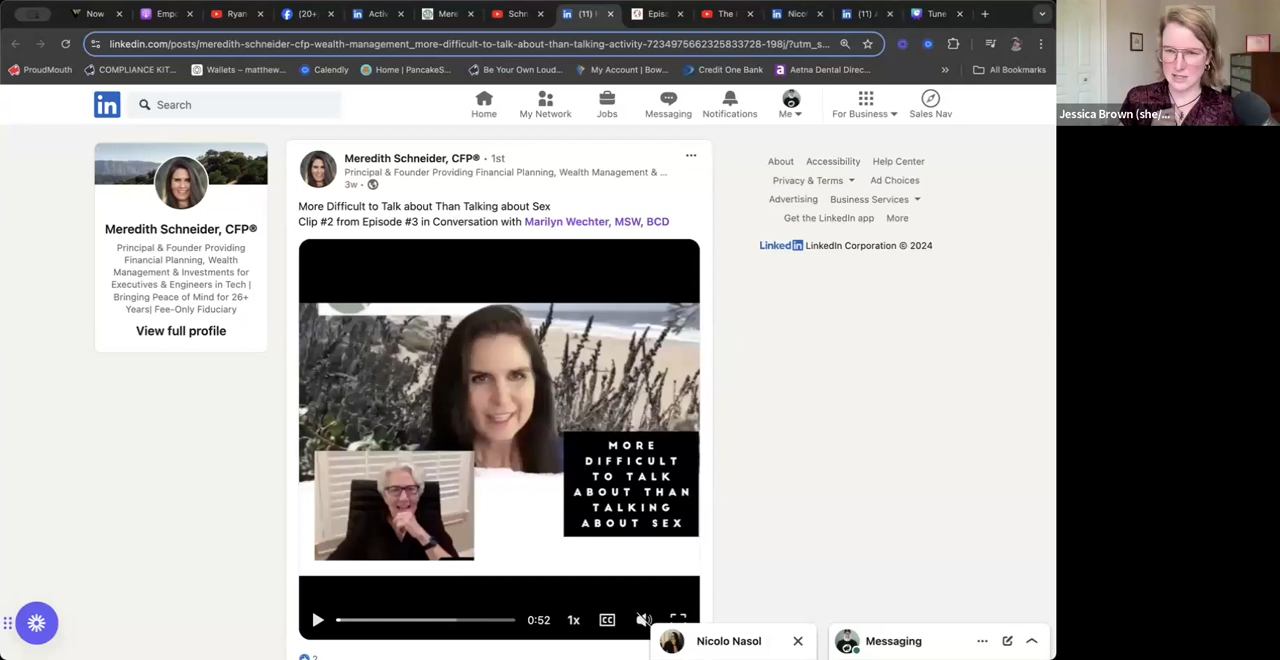 Now
Empo
Ryan
(20+)
Activ
Mere
Schn
(11)
Episo
The
Nico
(11)
Tune
linkedin.com/posts/meredith-schneider-cfp-wealth-management_more-difficult-to-talk-about-than-talking-activity-7234975662325833728-198j/?utm_s...
ProudMouth
COMPLIANCE KIT...
Wallets – matthew...
Calendly
Home | PancakeS...
Be Your Own Loud...
My Account | Bow...
Credit One Bank
Aetna Dental Direc...
All Bookmarks
Jessica Brown (she/...
in
Search
Home
My Network
Jobs
Messaging
Notifications
Me
For Business
Sales Nav
Meredith Schneider, CFP®
Principal & Founder Providing
Financial Planning, Wealth
Management & Investments for
Executives & Engineers in Tech |
Bringing Peace of Mind for 26+
Years| Fee-Only Fiduciary
View full profile
Meredith Schneider, CFP® • 1st
Principal & Founder Providing Financial Planning, Wealth Management & ...
3w •
More Difficult to Talk about Than Talking about Sex
Clip #2 from Episode #3 in Conversation with Marilyn Wechter, MSW, BCD
MORE
DIFFICULT
TO TALK
ABOUT THAN
TALKING
ABOUT SEX
0:52
1x
CC
2
About
Accessibility
Help Center
Privacy & Terms
Ad Choices
Advertising
Business Services
Get the LinkedIn app
More
LinkedIn LinkedIn Corporation © 2024
Nicolo Nasol
Messaging